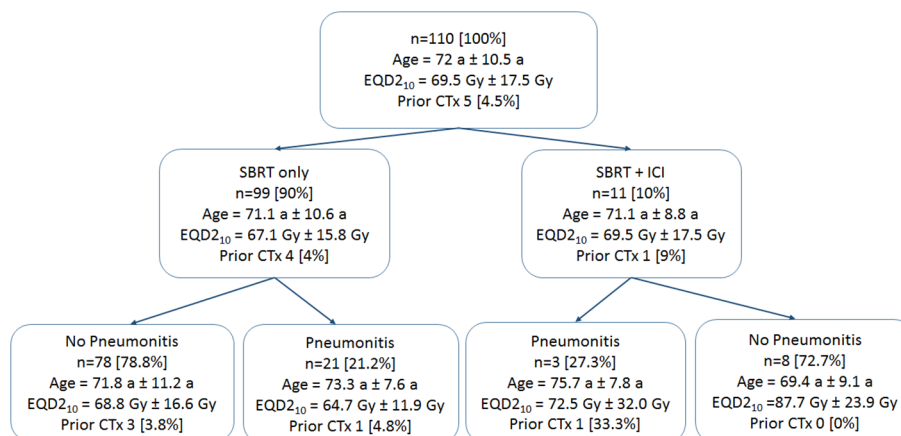 n=110 [100%]
Age = 72 a ± 10.5 a
EQD2₁₀ = 69.5 Gy ± 17.5 Gy
Prior CTx 5 [4.5%]
SBRT only
n=99 [90%]
Age = 71.1 a ± 10.6 a
EQD2₁₀ = 67.1 Gy ± 15.8 Gy
Prior CTx 4 [4%]
SBRT + ICI
n=11 [10%]
Age = 71.1 a ± 8.8 a
EQD2₁₀ = 69.5 Gy ± 17.5 Gy
Prior CTx 1 [9%]
No Pneumonitis
n=78 [78.8%]
Age = 71.8 a ± 11.2 a
EQD2₁₀ = 68.8 Gy ± 16.6 Gy
Prior CTx 3 [3.8%]
Pneumonitis
n=21 [21.2%]
Age = 73.3 a ± 7.6 a
EQD2₁₀ = 64.7 Gy ± 11.9 Gy
Prior CTx 1 [4.8%]
Pneumonitis
n=3 [27.3%]
Age = 75.7 a ± 7.8 a
EQD2₁₀ = 72.5 Gy ± 32.0 Gy
Prior CTx 1 [33.3%]
No Pneumonitis
n=8 [72.7%]
Age = 69.4 a ± 9.1 a
EQD2₁₀ =87.7 Gy ± 23.9 Gy
Prior CTx 0 [0%]